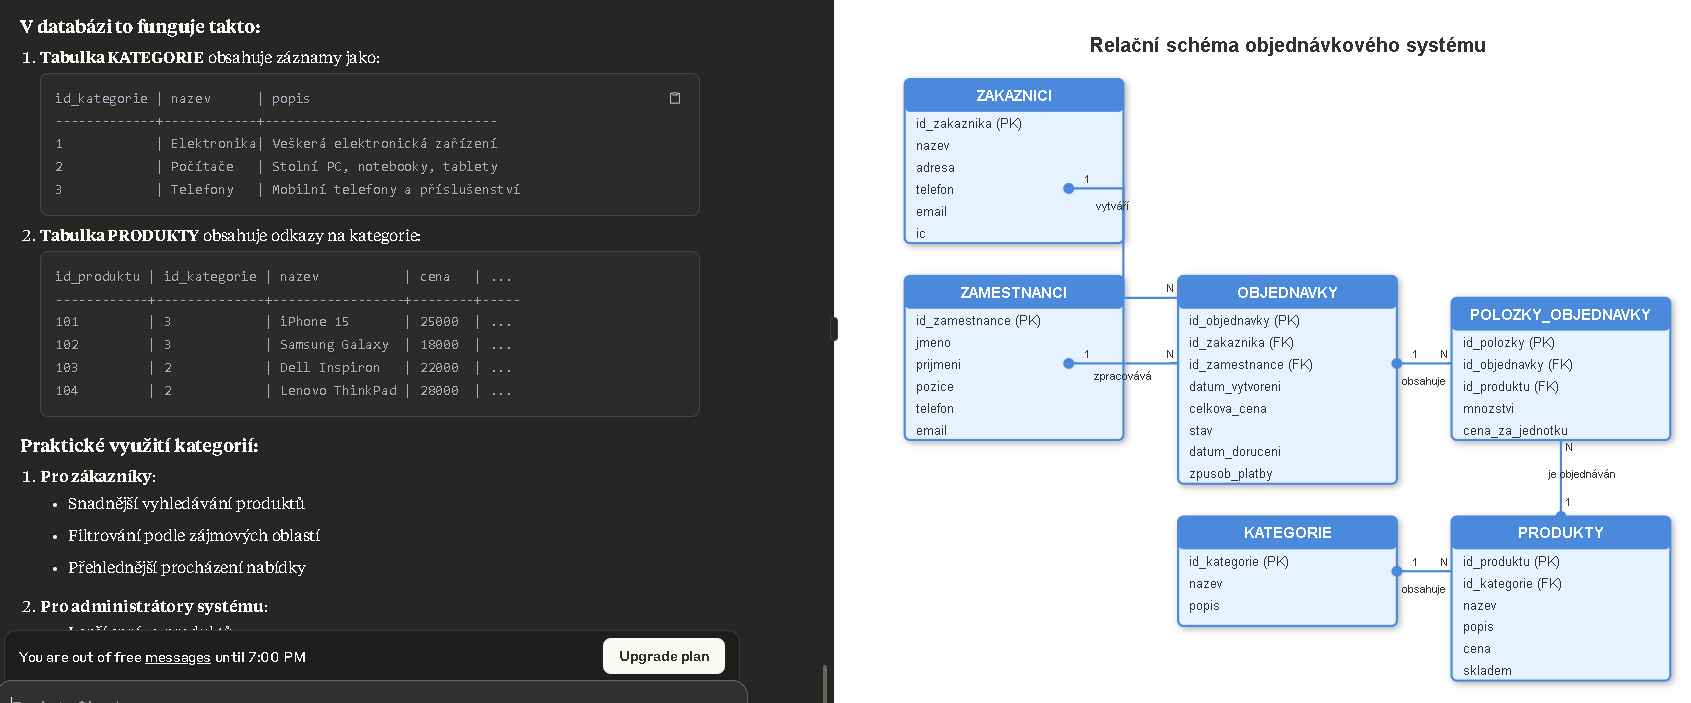 V databázi to funguje takto:
1. Tabulka KATEGORIE obsahuje záznamy jako:
id_kategorie | nazev      | popis
-------------+------------+------------------------------
1            | Elektronika| Veškerá elektronická zařízení
2            | Počítače   | Stolní PC, notebooky, tablety
3            | Telefony   | Mobilní telefony a příslušenství
2. Tabulka PRODUKTY obsahuje odkazy na kategorie:
id_produktu | id_kategorie | nazev           | cena   | ...
------------+--------------+-----------------+--------+-----
101         | 3            | iPhone 15       | 25000  | ...
102         | 3            | Samsung Galaxy  | 18000  | ...
103         | 2            | Dell Inspiron   | 22000  | ...
104         | 2            | Lenovo ThinkPad | 28000  | ...
Praktické využití kategorií:
1. Pro zákazníky:
• Snadnější vyhledávání produktů
• Filtrování podle zájmových oblastí
• Přehlednější procházení nabídky
2. Pro administrátory systému:
You are out of free messages until 7:00 PM
Upgrade plan
Relační schéma objednávkového systému
ZAKAZNICI
id_zakaznika (PK)
nazev
adresa
telefon
email
ic
1
vytváří
N
ZAMESTNANCI
id_zamestnance (PK)
jmeno
prijmeni
pozice
telefon
email
1
zpracovává
N
OBJEDNAVKY
id_objednavky (PK)
id_zakaznika (FK)
id_zamestnance (FK)
datum_vytvoreni
celkova_cena
stav
datum_doruceni
zpusob_platby
1
N
obsahuje
POLOZKY_OBJEDNAVKY
id_polozky (PK)
id_objednavky (FK)
id_produktu (FK)
mnozstvi
cena_za_jednotku
N
je objednáván
1
KATEGORIE
id_kategorie (PK)
nazev
popis
1
N
obsahuje
PRODUKTY
id_produktu (PK)
id_kategorie (FK)
nazev
popis
cena
skladem